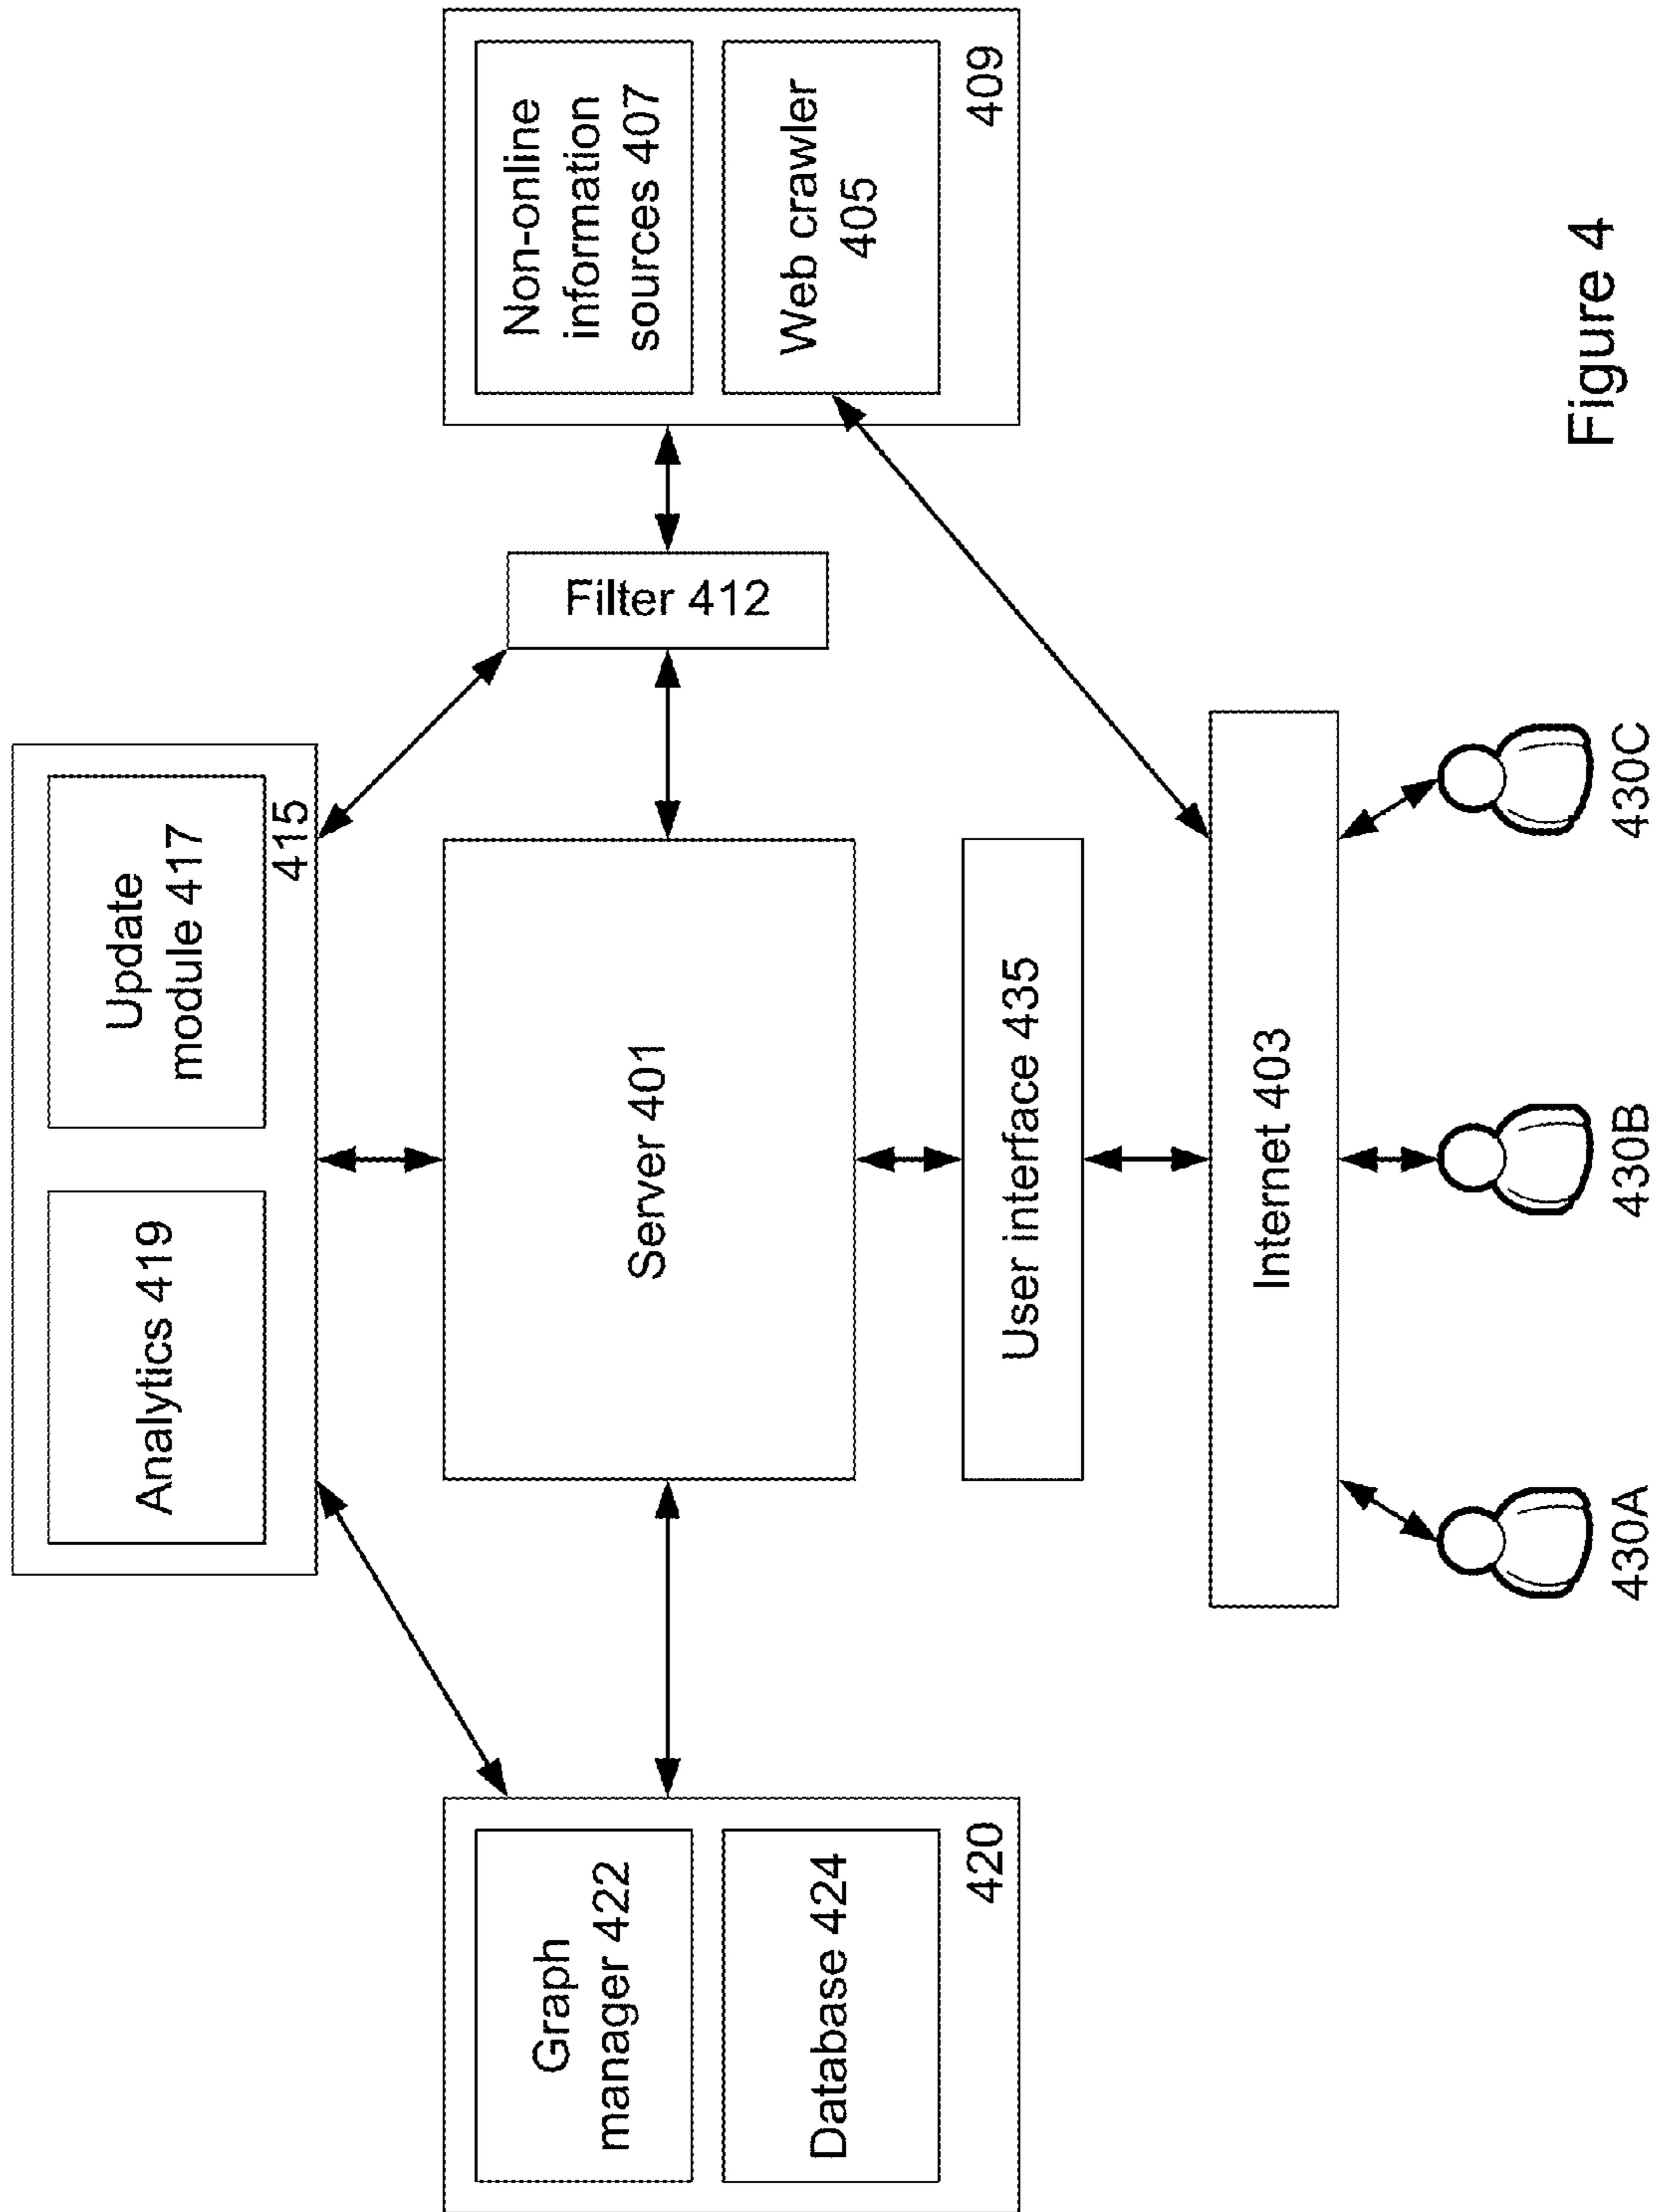 Analytics 419
Update
module 417
415
Graph
manager 422
Database 424
420
Server 401
Filter 412
Non-online
information
sources 407
Web crawler
405
409
User interface 435
Internet 403
430A
430B
430C
Figure 4